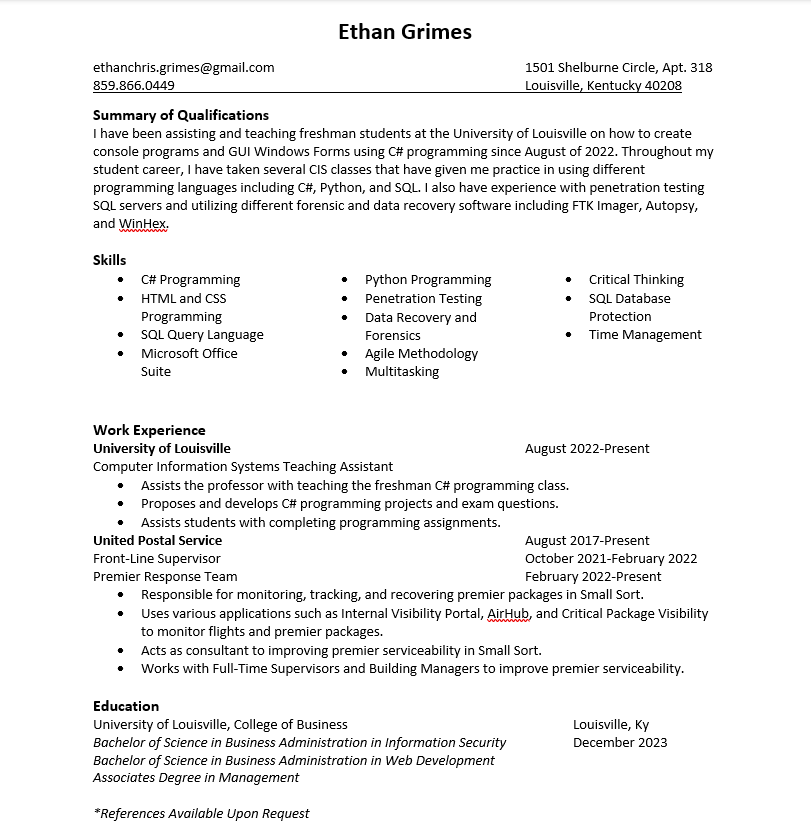 Ethan Grimes
ethanchris.grimes@gmail.com 1501 Shelburne Circle, Apt. 318
859.866.0449 Louisville, Kentucky 40208
Summary of Qualifications
I have been assisting and teaching freshman students at the University of Louisville on how to create
console programs and GUI Windows Forms using C# programming since August of 2022. Throughout my
student career, I have taken several CIS classes that have given me practice in using different
programming languages including C#, Python, and SQL. I also have experience with penetration testing
SQL servers and utilizing different forensic and data recovery software including FTK Imager, Autopsy,
and WinHex.
Skills
• C# Programming
• HTML and CSS
Programming
• SQL Query Language
• Microsoft Office
Suite
• Python Programming
• Penetration Testing
• Data Recovery and
Forensics
• Agile Methodology
• Multitasking
• Critical Thinking
• SQL Database
Protection
• Time Management
Work Experience
University of Louisville August 2022-Present
Computer Information Systems Teaching Assistant
• Assists the professor with teaching the freshman C# programming class.
• Proposes and develops C# programming projects and exam questions.
• Assists students with completing programming assignments.
United Postal Service August 2017-Present
Front-Line Supervisor October 2021-February 2022
Premier Response Team February 2022-Present
• Responsible for monitoring, tracking, and recovering premier packages in Small Sort.
• Uses various applications such as Internal Visibility Portal, AirHub, and Critical Package Visibility
to monitor flights and premier packages.
• Acts as consultant to improving premier serviceability in Small Sort.
• Works with Full-Time Supervisors and Building Managers to improve premier serviceability.
Education
University of Louisville, College of Business Louisville, Ky
Bachelor of Science in Business Administration in Information Security December 2023
Bachelor of Science in Business Administration in Web Development
Associates Degree in Management
*References Available Upon Request